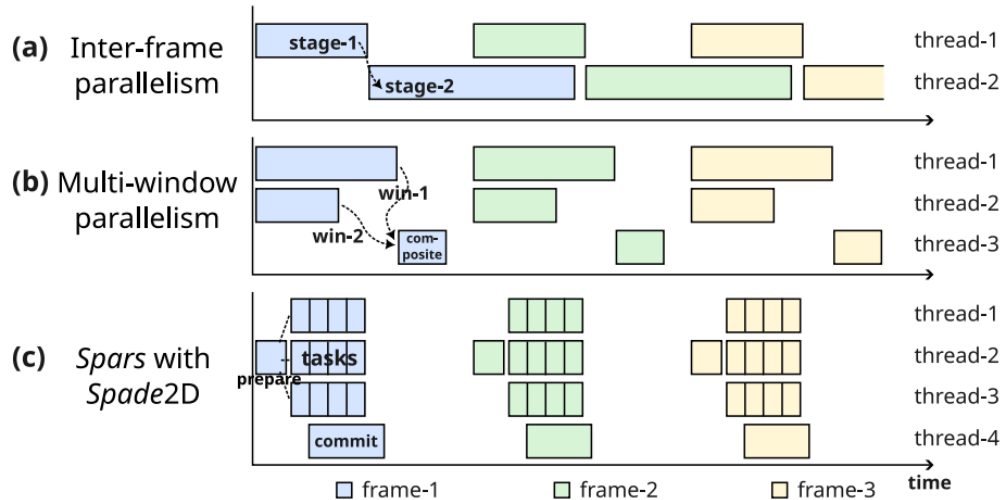 (a) Inter-frame
parallelism
stage-1
stage-2
thread-1
thread-2
(b) Multi-window
parallelism
win-1
win-2
com-
posite
thread-1
thread-2
thread-3
(c) Spars with
Spade2D
prepare
tasks
commit
thread-1
thread-2
thread-3
thread-4
time
frame-1
frame-2
frame-3